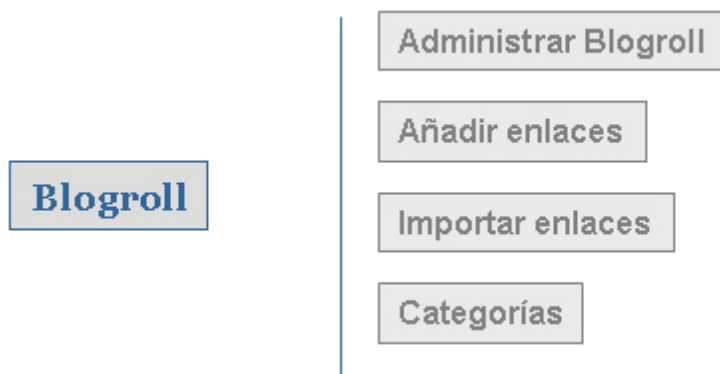 Blogroll
Administrar Blogroll
Añadir enlaces
Importar enlaces
Categorías